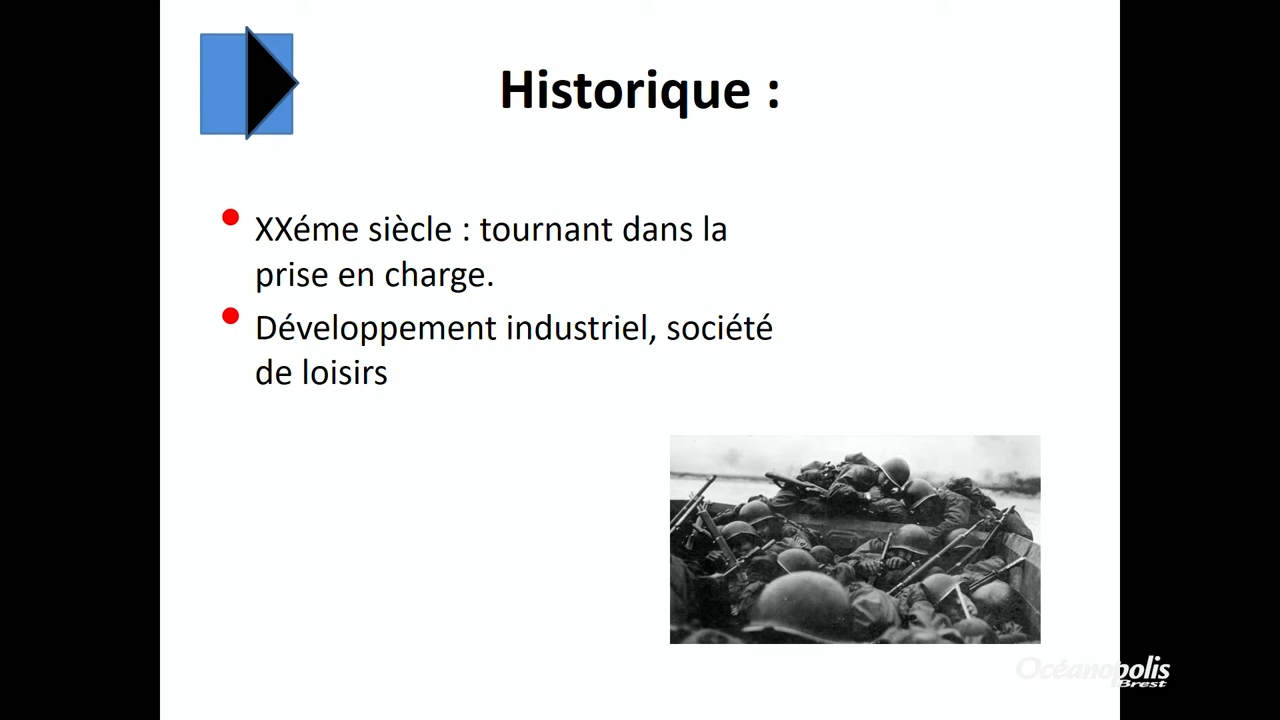 Historique :
XXéme siècle : tournant dans la
prise en charge.
Développement industriel, société
de loisirs
Océanopolis
Brest